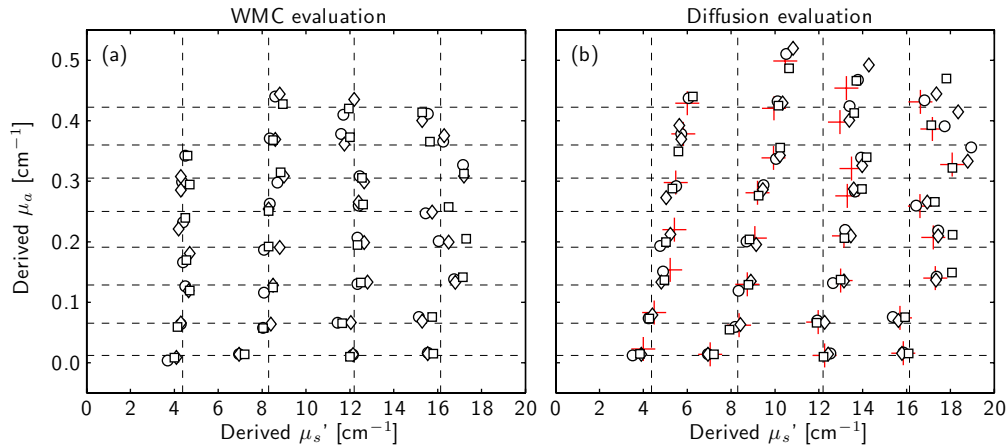 WMC evaluation
Diffusion evaluation
(a)
(b)
Derived μₐ [cm⁻¹]
0.5
0.4
0.3
0.2
0.1
0.0
0 2 4 6 8 10 12 14 16 18 20
0 2 4 6 8 10 12 14 16 18 20
Derived μₛ' [cm⁻¹]
Derived μₛ' [cm⁻¹]